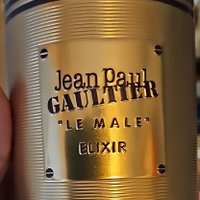 Jean Paul
GAULTIER
"LE MALE"
ELIXIR